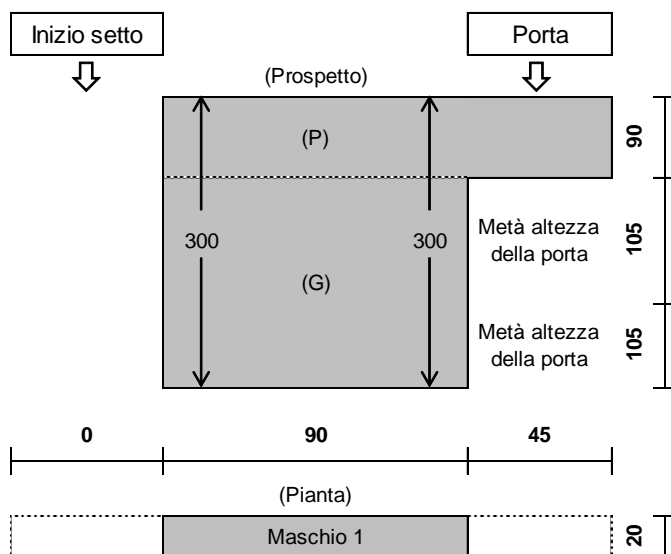 Inizio setto
Porta
(Prospetto)
(P)
90
300
300
Metà altezza
della porta
105
(G)
Metà altezza
della porta
105
0
90
45
(Pianta)
Maschio 1
20